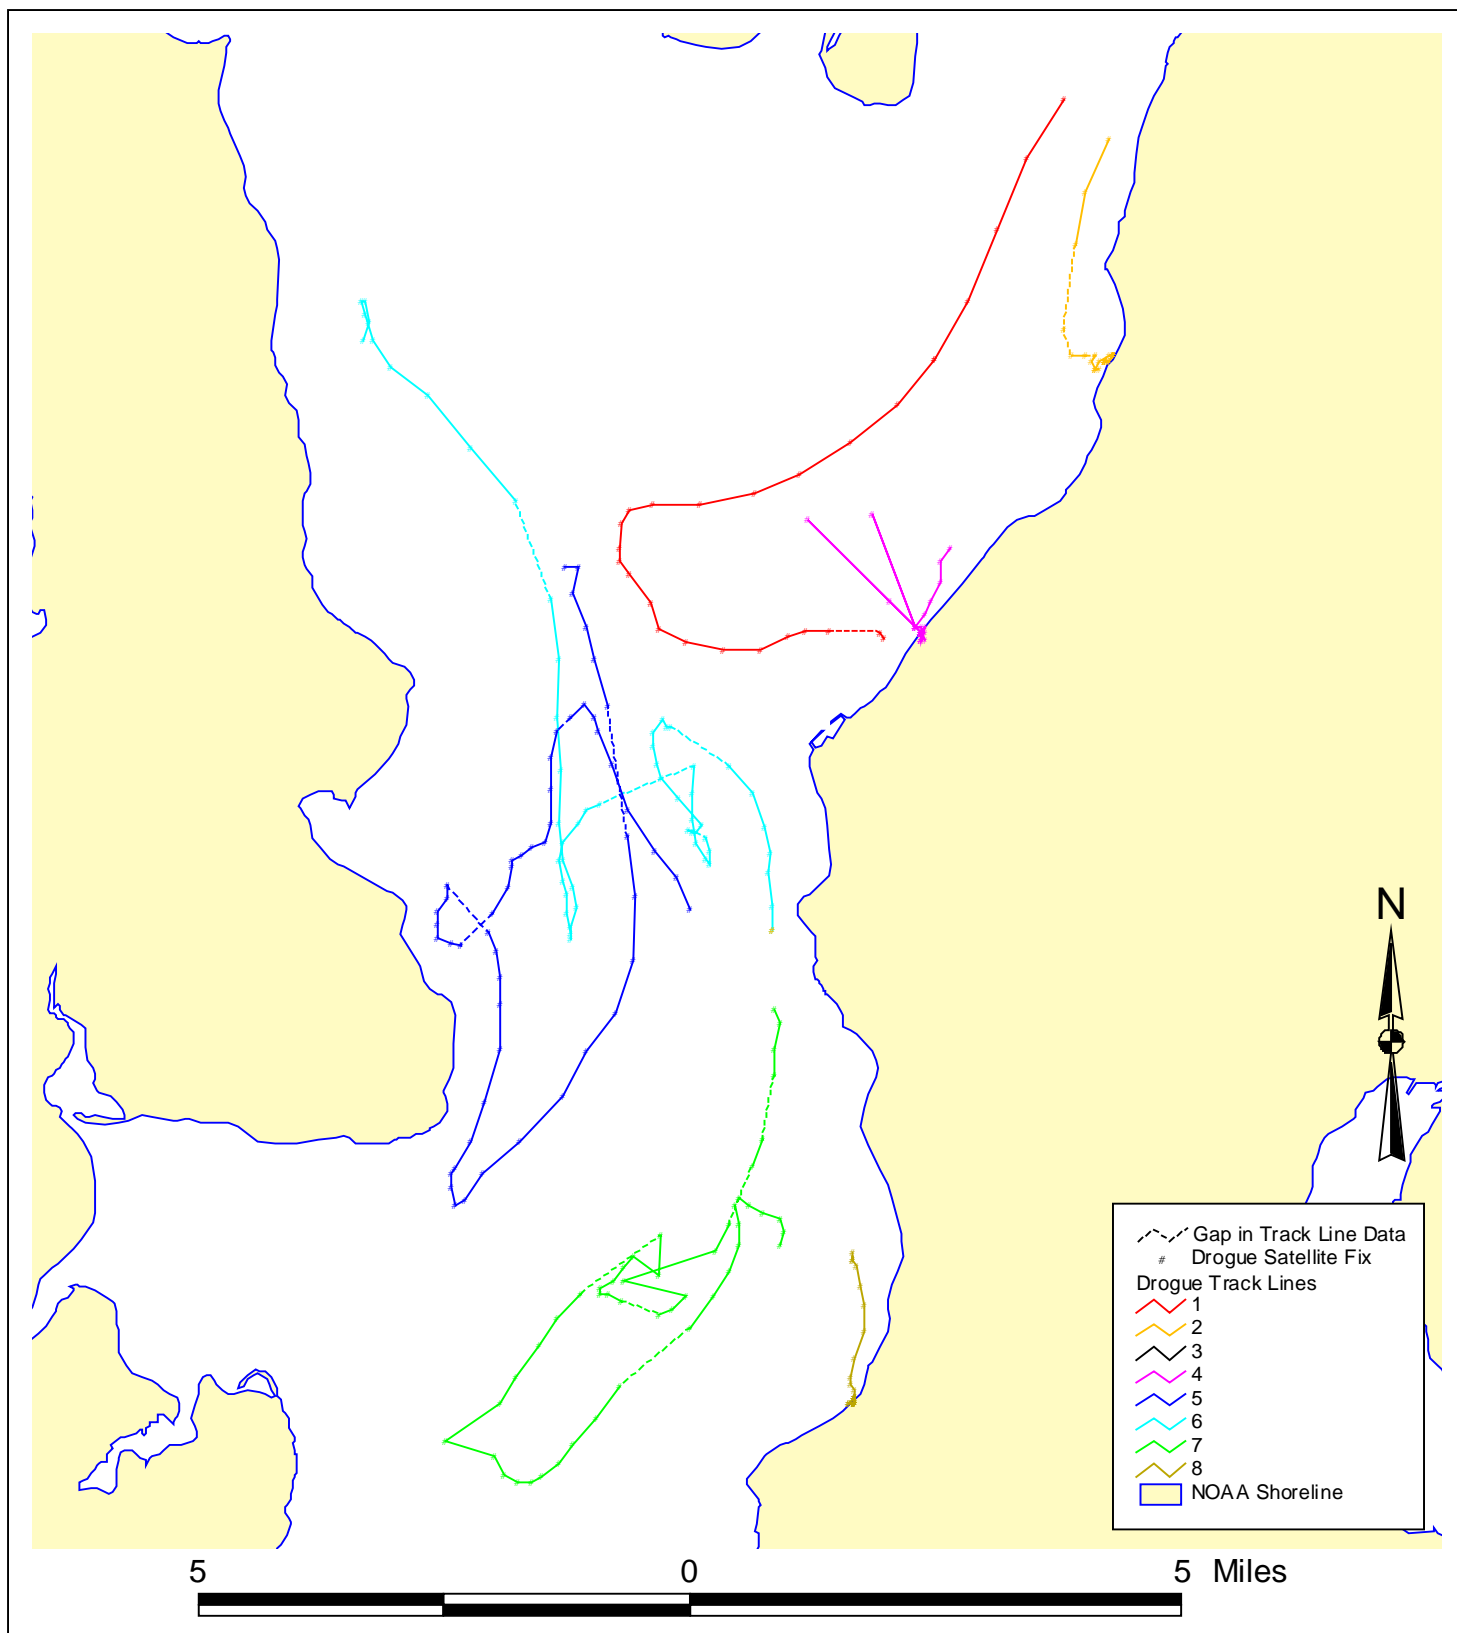 N
Gap in Track Line Data
# Drogue Satellite Fix
Drogue Track Lines
1
2
3
4
5
6
7
8
NOAA Shoreline
5 0 5 Miles